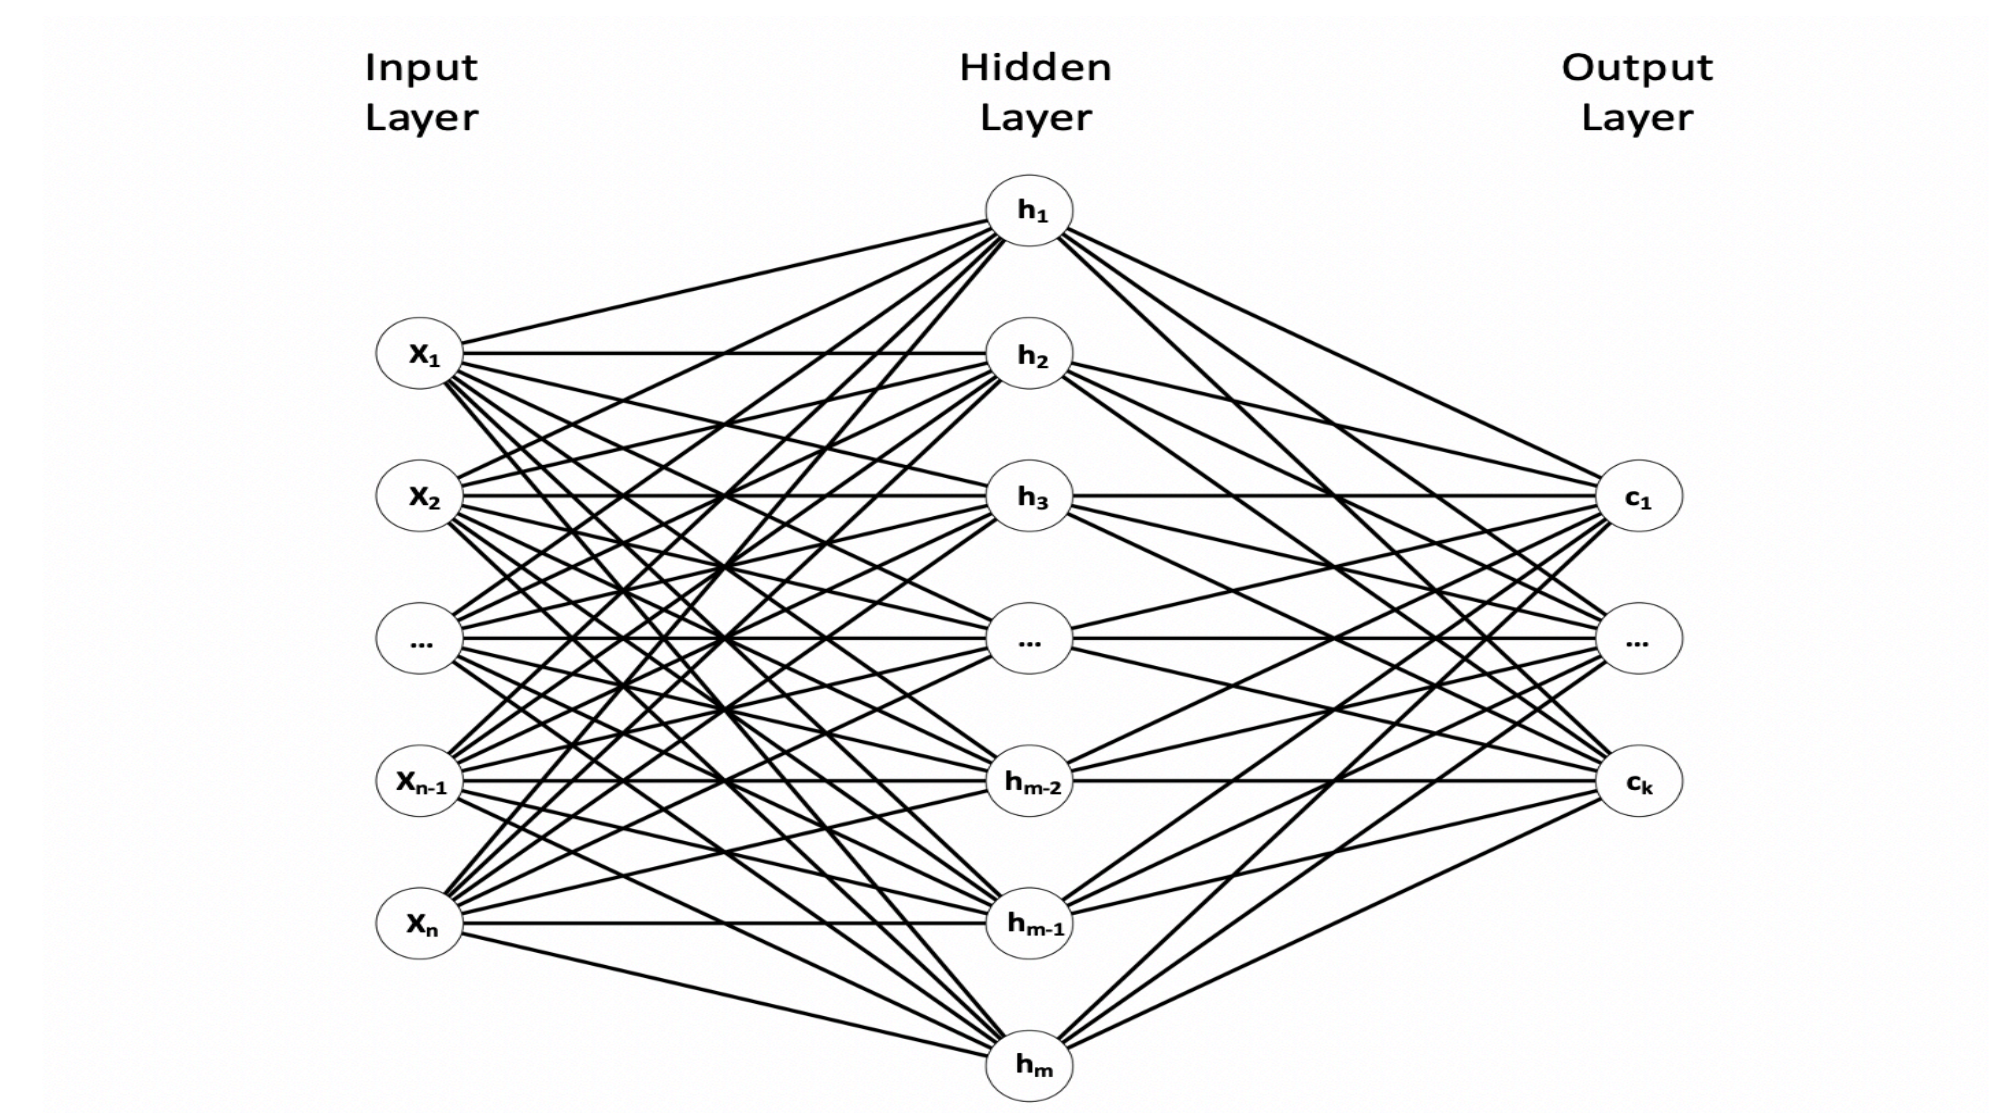 Input
Layer
Hidden
Layer
Output
Layer
h₁
x₁
h₂
x₂
h₃
c₁
...
...
...
xₙ₋₁
hₘ₋₂
cₖ
xₙ
hₘ₋₁
hₘ